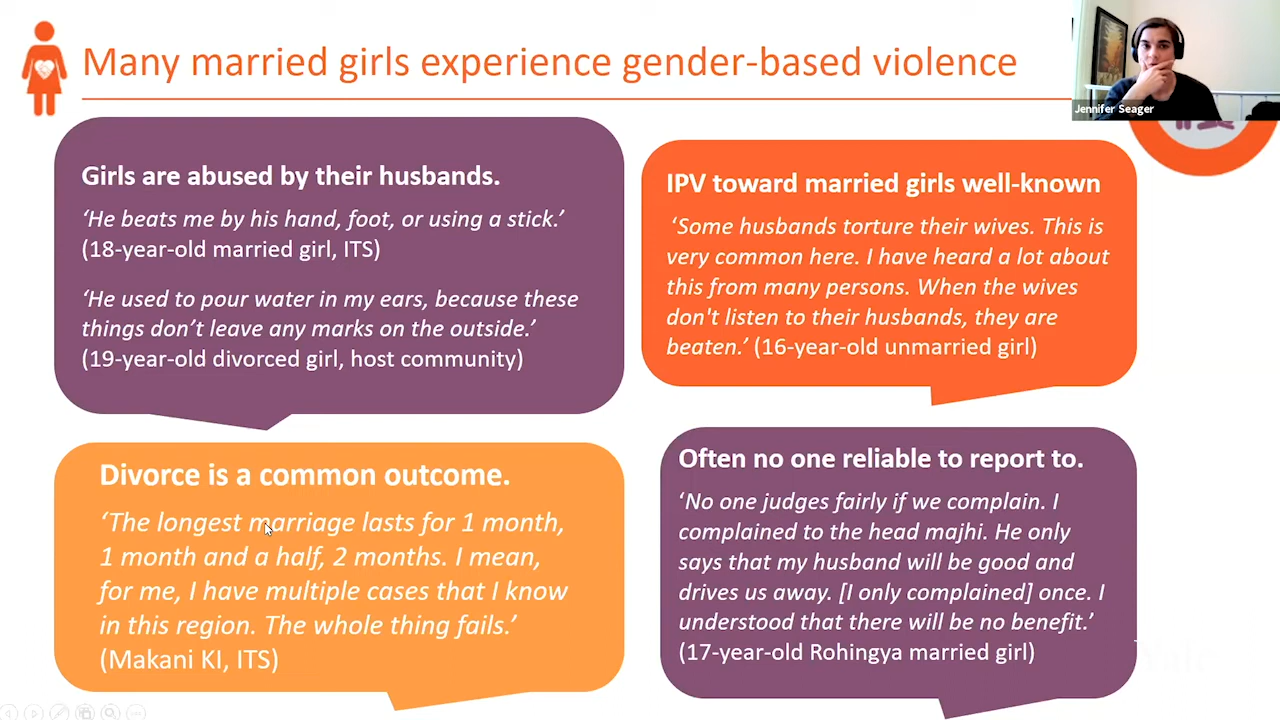 Many married girls experience gender-based violence
Jennifer Seager
Girls are abused by their husbands.
‘He beats me by his hand, foot, or using a stick.’
(18-year-old married girl, ITS)
‘He used to pour water in my ears, because these
things don’t leave any marks on the outside.’
(19-year-old divorced girl, host community)
IPV toward married girls well-known
‘Some husbands torture their wives. This is
very common here. I have heard a lot about
this from many persons. When the wives
don't listen to their husbands, they are
beaten.’ (16-year-old unmarried girl)
Divorce is a common outcome.
‘The longest marriage lasts for 1 month,
1 month and a half, 2 months. I mean,
for me, I have multiple cases that I know
in this region. The whole thing fails.’
(Makani KI, ITS)
Often no one reliable to report to.
‘No one judges fairly if we complain. I
complained to the head majhi. He only
says that my husband will be good and
drives us away. [I only complained] once. I
understood that there will be no benefit.’
(17-year-old Rohingya married girl)